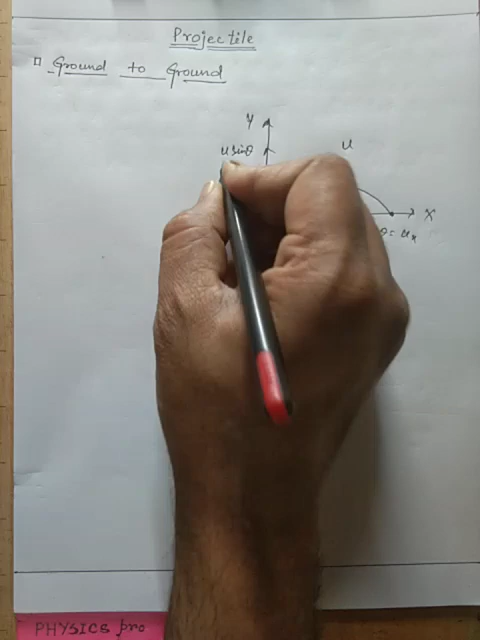 Projectile
Ground to Ground
Y
u sinθ
u
X
θ = uₓ
PHYSICS pro